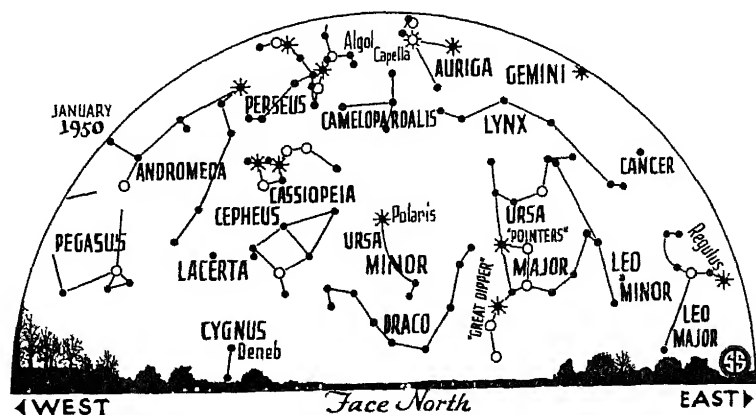 JANUARY
1950
Algol
Capella
AURIGA
GEMINI
PERSEUS
CAMELOPARDALIS
LYNX
ANDROMEDA
CASSIOPEIA
CANCER
CEPHEUS
Polaris
URSA
MINOR
URSA
"POINTERS"
MAJOR
Regulus
PEGASUS
LACERTA
LEO
MINOR
"GREAT DIPPER"
DRACO
LEO
MAJOR
CYGNUS
Deneb
SS
WEST
Face North
EAST